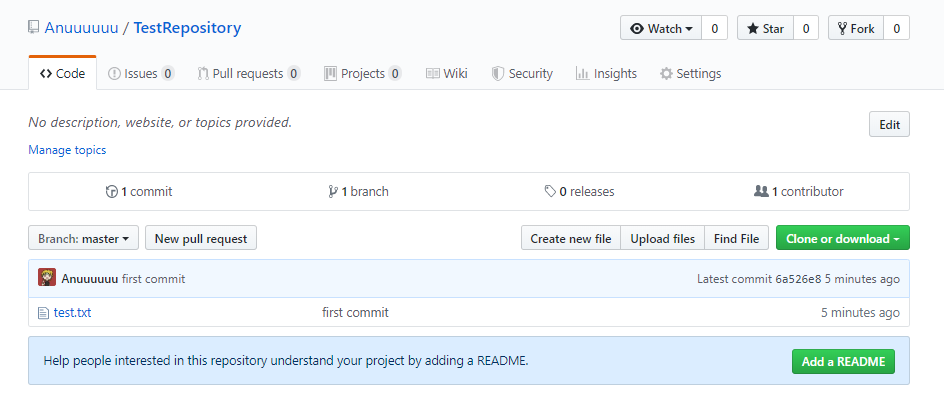 Anuuuuuu / TestRepository Watch 0 Star 0 Fork 0
Code Issues 0 Pull requests 0 Projects 0 Wiki Security Insights Settings
No description, website, or topics provided. Edit
Manage topics
1 commit 1 branch 0 releases 1 contributor
Branch: master New pull request Create new file Upload files Find File Clone or download
Anuuuuuu first commit Latest commit 6a526e8 5 minutes ago
test.txt first commit 5 minutes ago
Help people interested in this repository understand your project by adding a README. Add a README